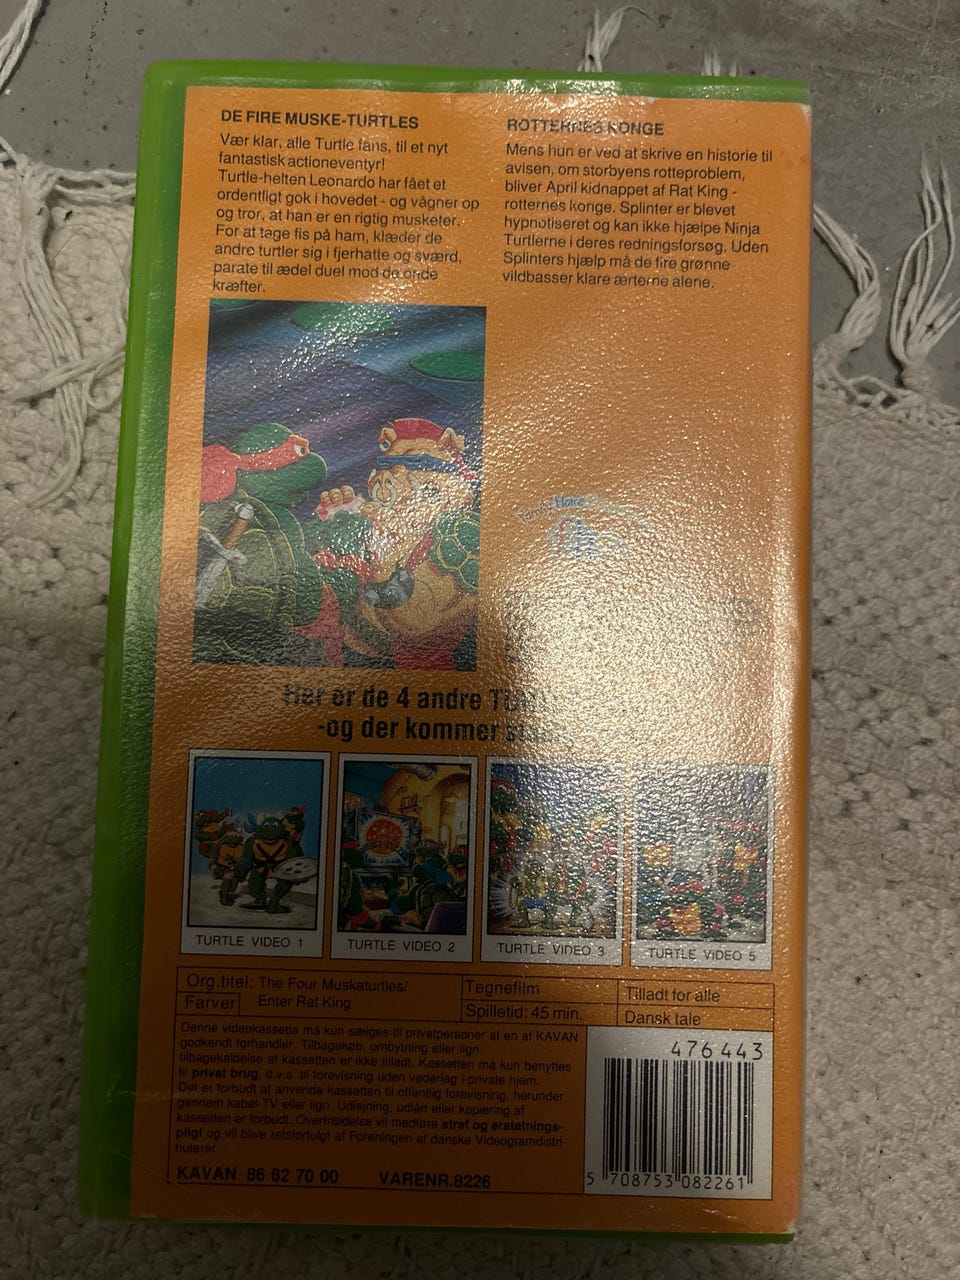 DE FIRE MUSKE-TURTLES
Vær klar, alle Turtle fans, til et nyt
fantastisk actioneventyr!
Turtle-helten Leonardo har fået et
ordentligt gok i hovedet - og vågner op
og tror, at han er en rigtig musketer.
For at tage fis på ham, klæder de
andre turtler sig i fjerhatte og sværd,
parate til ædel duel mod de onde
kræfter.
ROTTERNES KONGE
Mens hun er ved at skrive en historie til
avisen, om storbyens rotteproblem,
bliver April kidnappet af Rat King -
rotternes konge. Splinter er blevet
hypnotiseret og kan ikke hjælpe Ninja
Turtlerne i deres redningsforsøg. Uden
Splinters hjælp må de fire grønne
vildbasser klare ærterne alene.
Her er de 4 andre
-og der kommer
TURTLE VIDEO 1
TURTLE VIDEO 2
TURTLE VIDEO 3
TURTLE VIDEO 5
Org.titel: The Four Muskaturtles/
Enter Rat King
Farver
Tegnefilm
Spilletid: 45 min.
Tilladt for alle
Dansk tale
Denne videokassette må kun sælges til privatpersoner af en af KAVAN
godkendt forhandler. Tilbagekøb, ombytning eller lign.
tilbagekaldelse af kassetten er ikke tilladt. Kassetten må kun benyttes
til privat brug, d.v.s. til forevisning uden vederlag i private hjem.
Det er forbudt at anvende kassetten til offentlig forevisning, herunder
gennem kabel-TV eller lign. Udlejning, udlån eller kopiering af
kassetten er forbudt. Overtrædelse vil medføre straf og erstatnings-
pligt og vil blive retsforfulgt af Foreningen af danske Videogramdistri-
butører.
KAVAN 86 62 70 00 VARENR.8226
476443
5 708753 082261